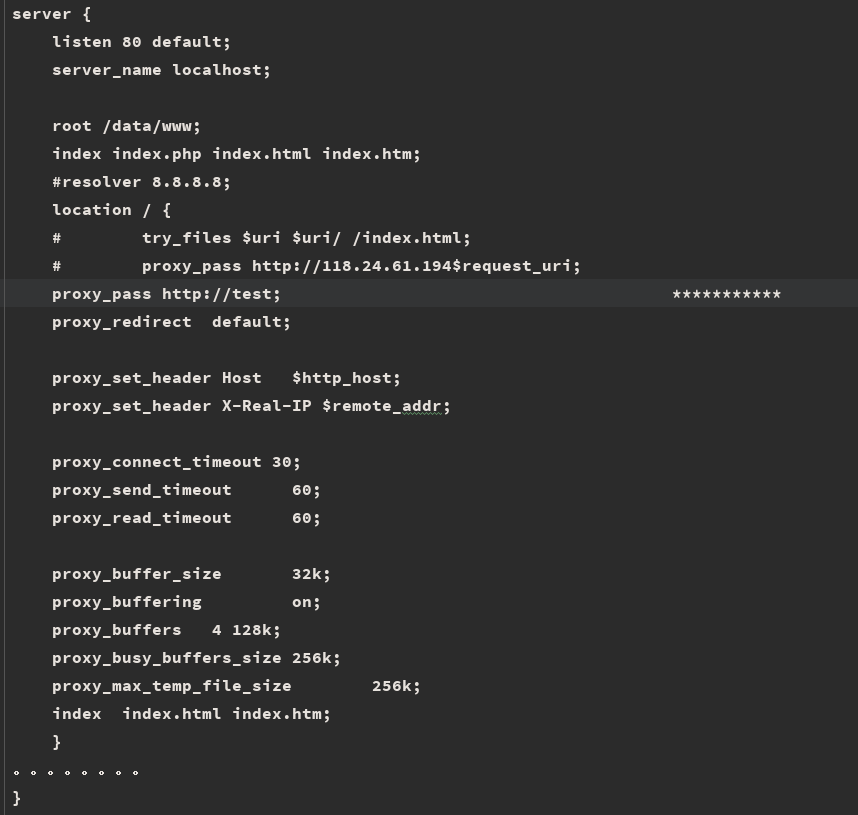 server {
    listen 80 default;
    server_name localhost;
    root /data/www;
    index index.php index.html index.htm;
    #resolver 8.8.8.8;
    location / {
    #        try_files $uri $uri/ /index.html;
    #        proxy_pass http://118.24.61.194$request_uri;
    proxy_pass http://test;                                       ***********
    proxy_redirect  default;
    proxy_set_header Host   $http_host;
    proxy_set_header X-Real-IP $remote_addr;
    proxy_connect_timeout 30;
    proxy_send_timeout      60;
    proxy_read_timeout      60;
    proxy_buffer_size       32k;
    proxy_buffering         on;
    proxy_buffers   4 128k;
    proxy_busy_buffers_size 256k;
    proxy_max_temp_file_size        256k;
    index  index.html index.htm;
    }
。。。。。。。。
}